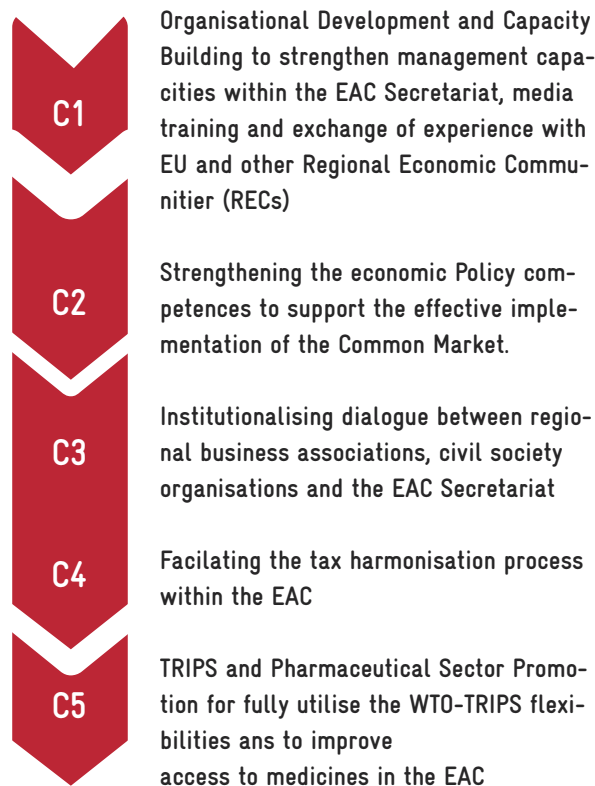 C1
Organisational Development and Capacity
Building to strengthen management capa-
cities within the EAC Secretariat, media
training and exchange of experience with
EU and other Regional Economic Commu-
nitier (RECs)
C2
Strengthening the economic Policy com-
petences to support the effective imple-
mentation of the Common Market.
C3
Institutionalising dialogue between regio-
nal business associations, civil society
organisations and the EAC Secretariat
C4
Facilating the tax harmonisation process
within the EAC
C5
TRIPS and Pharmaceutical Sector Promo-
tion for fully utilise the WTO-TRIPS flexi-
bilities ans to improve
access to medicines in the EAC